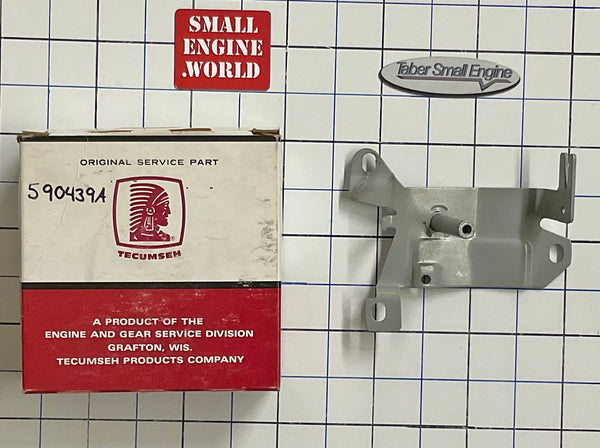 SMALL
ENGINE
.WORLD
Taber Small Engine
ORIGINAL SERVICE PART
590439A
TECUMSEH
A PRODUCT OF THE
ENGINE AND GEAR SERVICE DIVISION
GRAFTON, WIS.
TECUMSEH PRODUCTS COMPANY